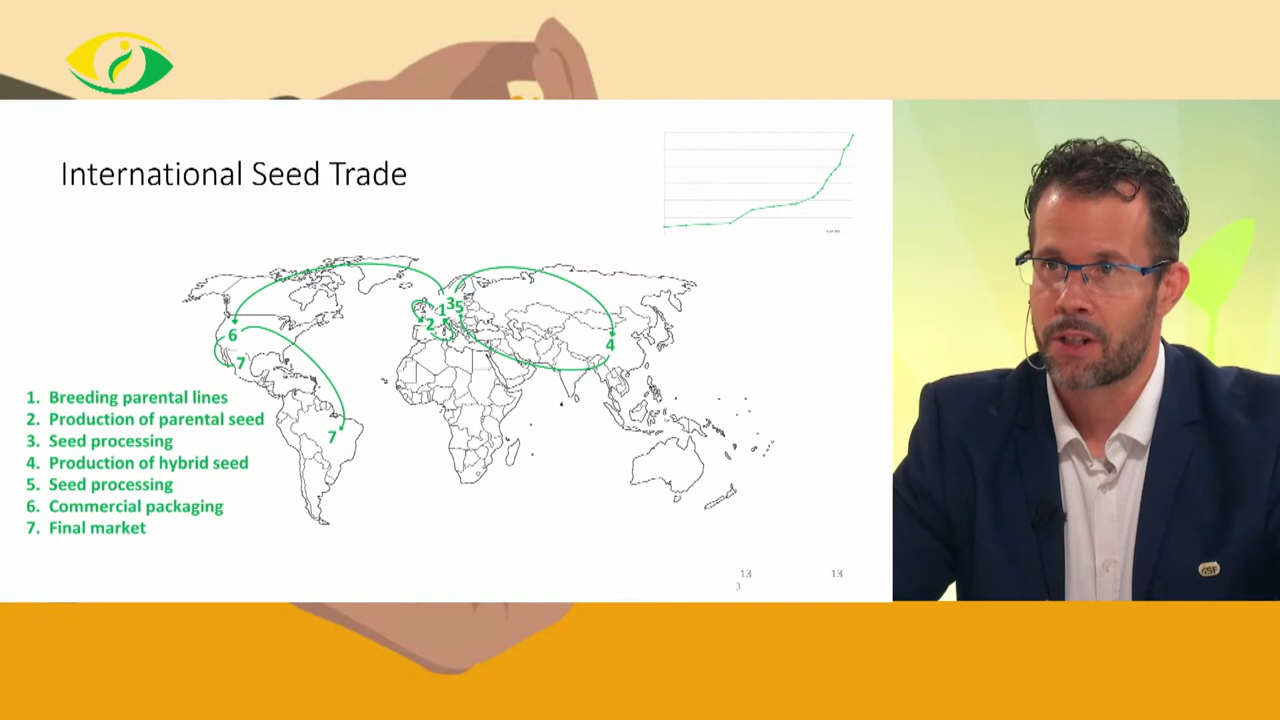 International Seed Trade
1
3
5
2
4
6
7
7
1. Breeding parental lines
2. Production of parental seed
3. Seed processing
4. Production of hybrid seed
5. Seed processing
6. Commercial packaging
7. Final market
13
13
3
ISF